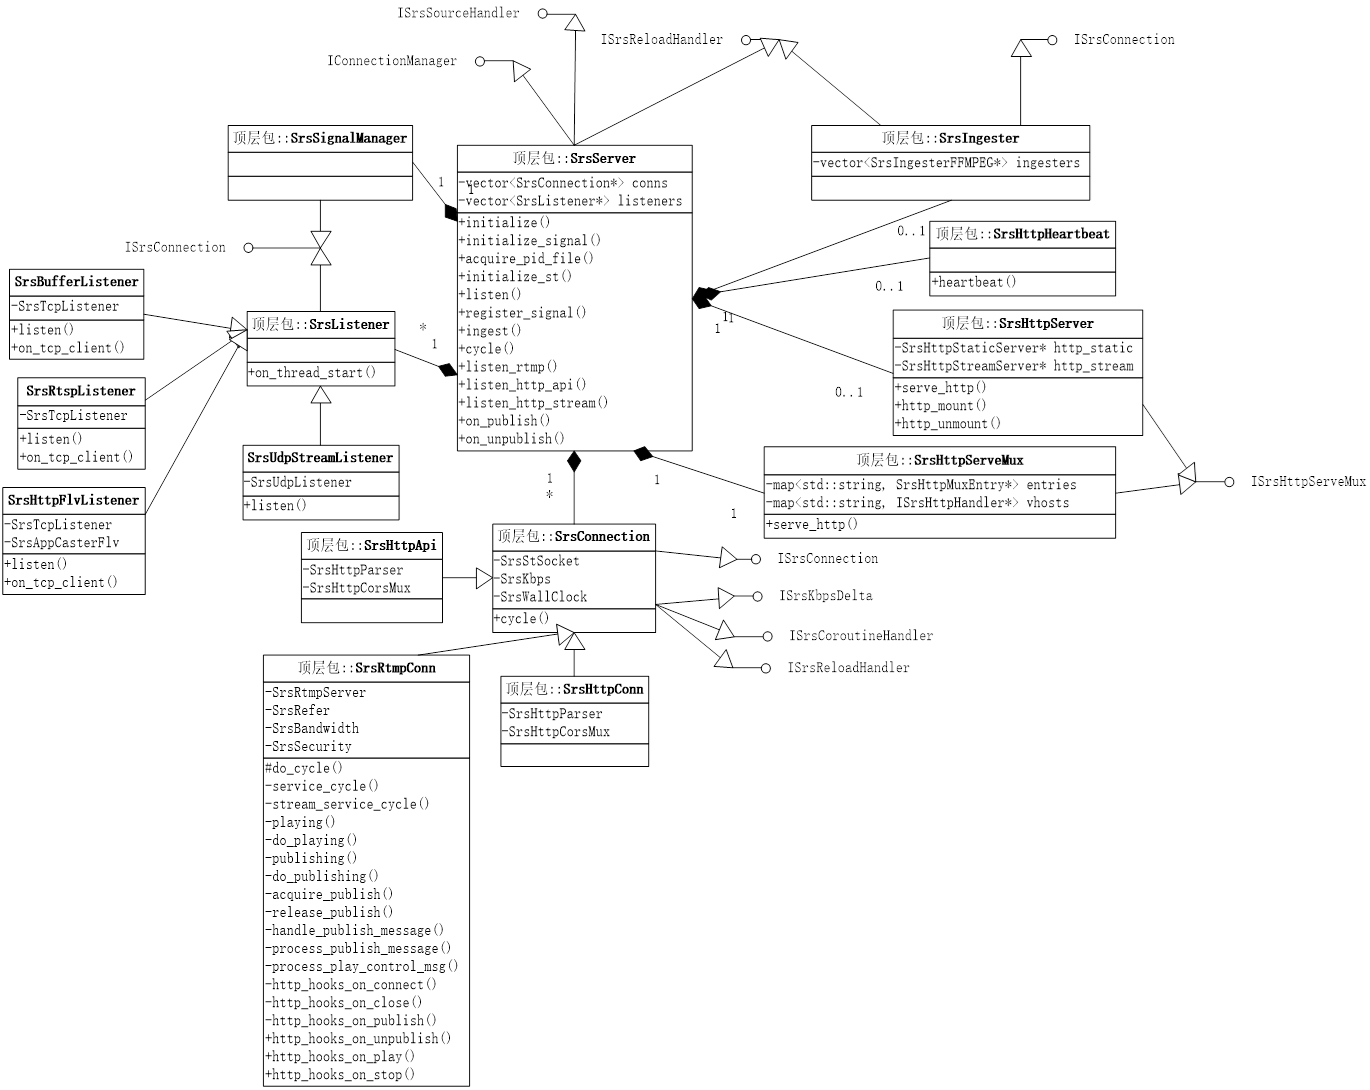 ISrsSourceHandler
ISrsReloadHandler
ISrsConnection
IConnectionManager
顶层包::SrsSignalManager
顶层包::SrsServer
-vector<SrsConnection*> conns
-vector<SrsListener*> listeners
+initialize()
+initialize_signal()
+acquire_pid_file()
+initialize_st()
+listen()
+register_signal()
+ingest()
+cycle()
+listen_rtmp()
+listen_http_api()
+listen_http_stream()
+on_publish()
+on_unpublish()
顶层包::SrsIngester
-vector<SrsIngesterFFMPEG*> ingesters
1
1
0..1
顶层包::SrsHttpHeartbeat
+heartbeat()
0..1
ISrsConnection
SrsBufferListener
-SrsTcpListener
+listen()
+on_tcp_client()
顶层包::SrsListener
+on_thread_start()
*
1
11
1
顶层包::SrsHttpServer
-SrsHttpStaticServer* http_static
-SrsHttpStreamServer* http_stream
+serve_http()
+http_mount()
+http_unmount()
0..1
SrsRtspListener
-SrsTcpListener
+listen()
+on_tcp_client()
SrsUdpStreamListener
-SrsUdpListener
+listen()
SrsHttpFlvListener
-SrsTcpListener
-SrsAppCasterFlv
+listen()
+on_tcp_client()
1
*
1
1
顶层包::SrsHttpServeMux
-map<std::string, SrsHttpMuxEntry*> entries
-map<std::string, ISrsHttpHandler*> vhosts
+serve_http()
ISrsHttpServeMux
顶层包::SrsHttpApi
-SrsHttpParser
-SrsHttpCorsMux
顶层包::SrsConnection
-SrsStSocket
-SrsKbps
-SrsWallClock
+cycle()
ISrsConnection
ISrsKbpsDelta
ISrsCoroutineHandler
ISrsReloadHandler
顶层包::SrsRtmpConn
-SrsRtmpServer
-SrsRefer
-SrsBandwidth
-SrsSecurity
#do_cycle()
-service_cycle()
-stream_service_cycle()
-playing()
-do_playing()
-publishing()
-do_publishing()
-acquire_publish()
-release_publish()
-handle_publish_message()
-process_publish_message()
-process_play_control_msg()
-http_hooks_on_connect()
-http_hooks_on_close()
-http_hooks_on_publish()
+http_hooks_on_unpublish()
+http_hooks_on_play()
+http_hooks_on_stop()
顶层包::SrsHttpConn
-SrsHttpParser
-SrsHttpCorsMux